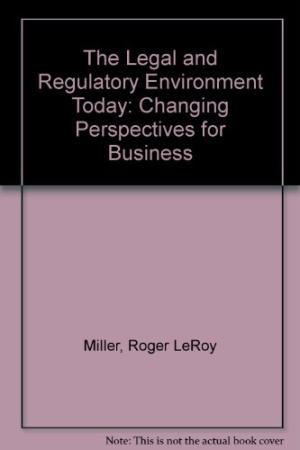 The Legal and
Regulatory Environment
Today: Changing
Perspectives for
Business
Miller, Roger LeRoy
Note: This is not the actual book cover